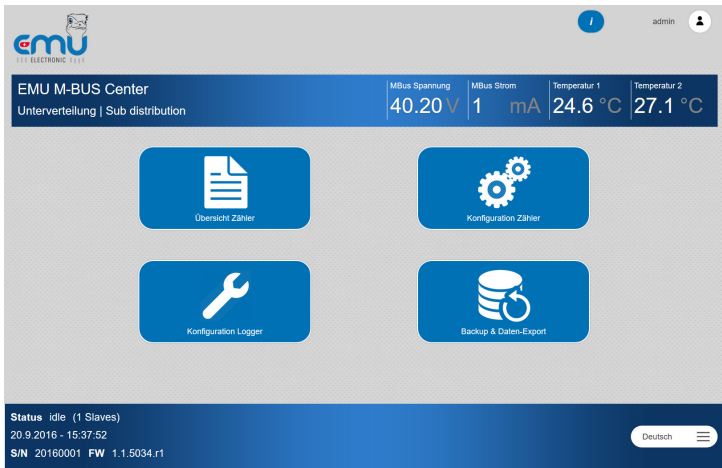 i
admin
emu
ELECTRONIC
EMU M-BUS Center
Unterverteilung | Sub distribution
MBus Spannung
40.20 V
MBus Strom
1 mA
Temperatur 1
24.6 °C
Temperatur 2
27.1 °C
Übersicht Zähler
Konfiguration Zähler
Konfiguration Logger
Backup & Daten-Export
Status idle (1 Slaves)
20.9.2016 - 15:37:52
S/N 20160001 FW 1.1.5034.r1
Deutsch